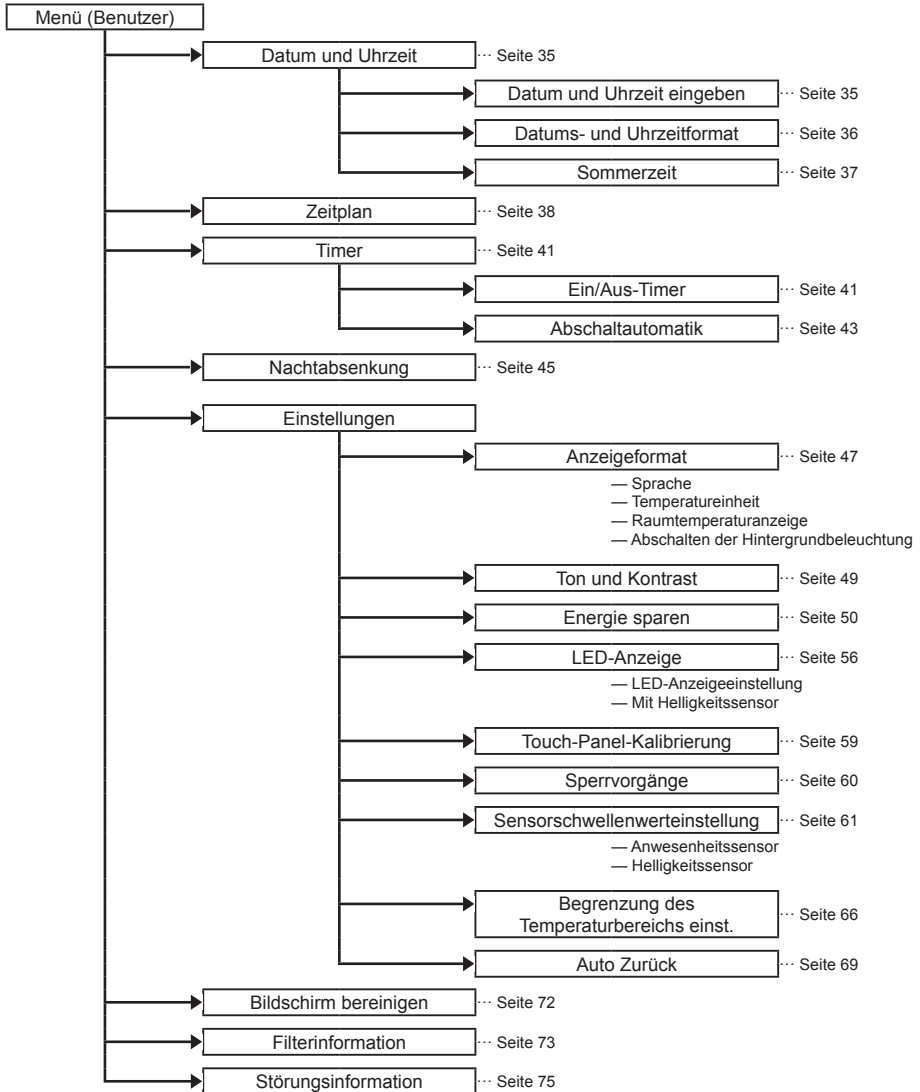 Menü (Benutzer)
Datum und Uhrzeit ··· Seite 35
Datum und Uhrzeit eingeben ··· Seite 35
Datums- und Uhrzeitformat ··· Seite 36
Sommerzeit ··· Seite 37
Zeitplan ··· Seite 38
Timer ··· Seite 41
Ein/Aus-Timer ··· Seite 41
Abschaltautomatik ··· Seite 43
Nachtabsenkung ··· Seite 45
Einstellungen
Anzeigeformat ··· Seite 47
— Sprache
— Temperatureinheit
— Raumtemperaturanzeige
— Abschalten der Hintergrundbeleuchtung
Ton und Kontrast ··· Seite 49
Energie sparen ··· Seite 50
LED-Anzeige ··· Seite 56
— LED-Anzeigeeinstellung
— Mit Helligkeitssensor
Touch-Panel-Kalibrierung ··· Seite 59
Sperrvorgänge ··· Seite 60
Sensorschwellenwerteinstellung ··· Seite 61
— Anwesenheitssensor
— Helligkeitssensor
Begrenzung des
Temperaturbereichs einst. ··· Seite 66
Auto Zurück ··· Seite 69
Bildschirm bereinigen ··· Seite 72
Filterinformation ··· Seite 73
Störungsinformation ··· Seite 75